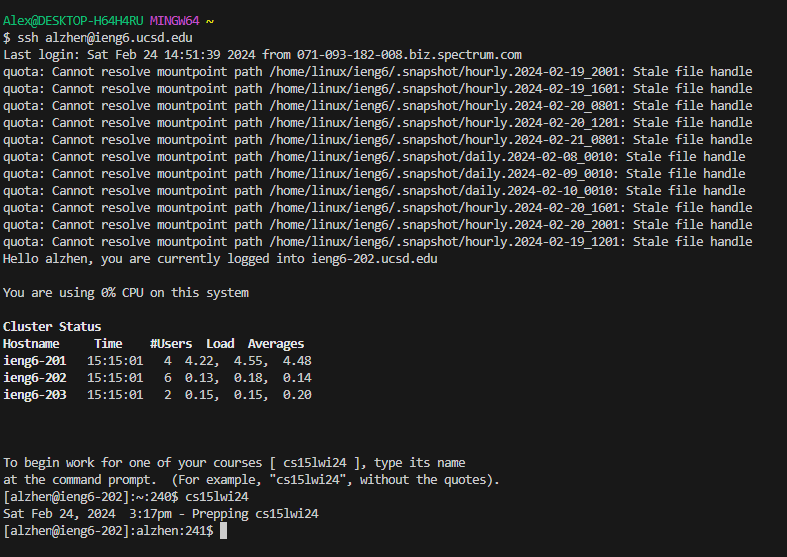 Alex@DESKTOP-H64H4RU MINGW64 ~
$ ssh alzhen@ieng6.ucsd.edu
Last login: Sat Feb 24 14:51:39 2024 from 071-093-182-008.biz.spectrum.com
quota: Cannot resolve mountpoint path /home/linux/ieng6/.snapshot/hourly.2024-02-19_2001: Stale file handle
quota: Cannot resolve mountpoint path /home/linux/ieng6/.snapshot/hourly.2024-02-19_1601: Stale file handle
quota: Cannot resolve mountpoint path /home/linux/ieng6/.snapshot/hourly.2024-02-20_0801: Stale file handle
quota: Cannot resolve mountpoint path /home/linux/ieng6/.snapshot/hourly.2024-02-20_1201: Stale file handle
quota: Cannot resolve mountpoint path /home/linux/ieng6/.snapshot/hourly.2024-02-21_0801: Stale file handle
quota: Cannot resolve mountpoint path /home/linux/ieng6/.snapshot/daily.2024-02-08_0010: Stale file handle
quota: Cannot resolve mountpoint path /home/linux/ieng6/.snapshot/daily.2024-02-09_0010: Stale file handle
quota: Cannot resolve mountpoint path /home/linux/ieng6/.snapshot/daily.2024-02-10_0010: Stale file handle
quota: Cannot resolve mountpoint path /home/linux/ieng6/.snapshot/hourly.2024-02-20_1601: Stale file handle
quota: Cannot resolve mountpoint path /home/linux/ieng6/.snapshot/hourly.2024-02-20_2001: Stale file handle
quota: Cannot resolve mountpoint path /home/linux/ieng6/.snapshot/hourly.2024-02-19_1201: Stale file handle
Hello alzhen, you are currently logged into ieng6-202.ucsd.edu
You are using 0% CPU on this system
Cluster Status
Hostname     Time    #Users  Load  Averages
ieng6-201   15:15:01   4  4.22,  4.55,  4.48
ieng6-202   15:15:01   6  0.13,  0.18,  0.14
ieng6-203   15:15:01   2  0.15,  0.15,  0.20
To begin work for one of your courses [ cs15lwi24 ], type its name
at the command prompt.  (For example, "cs15lwi24", without the quotes).
[alzhen@ieng6-202]:~:240$ cs15lwi24
Sat Feb 24, 2024  3:17pm - Prepping cs15lwi24
[alzhen@ieng6-202]:alzhen:241$